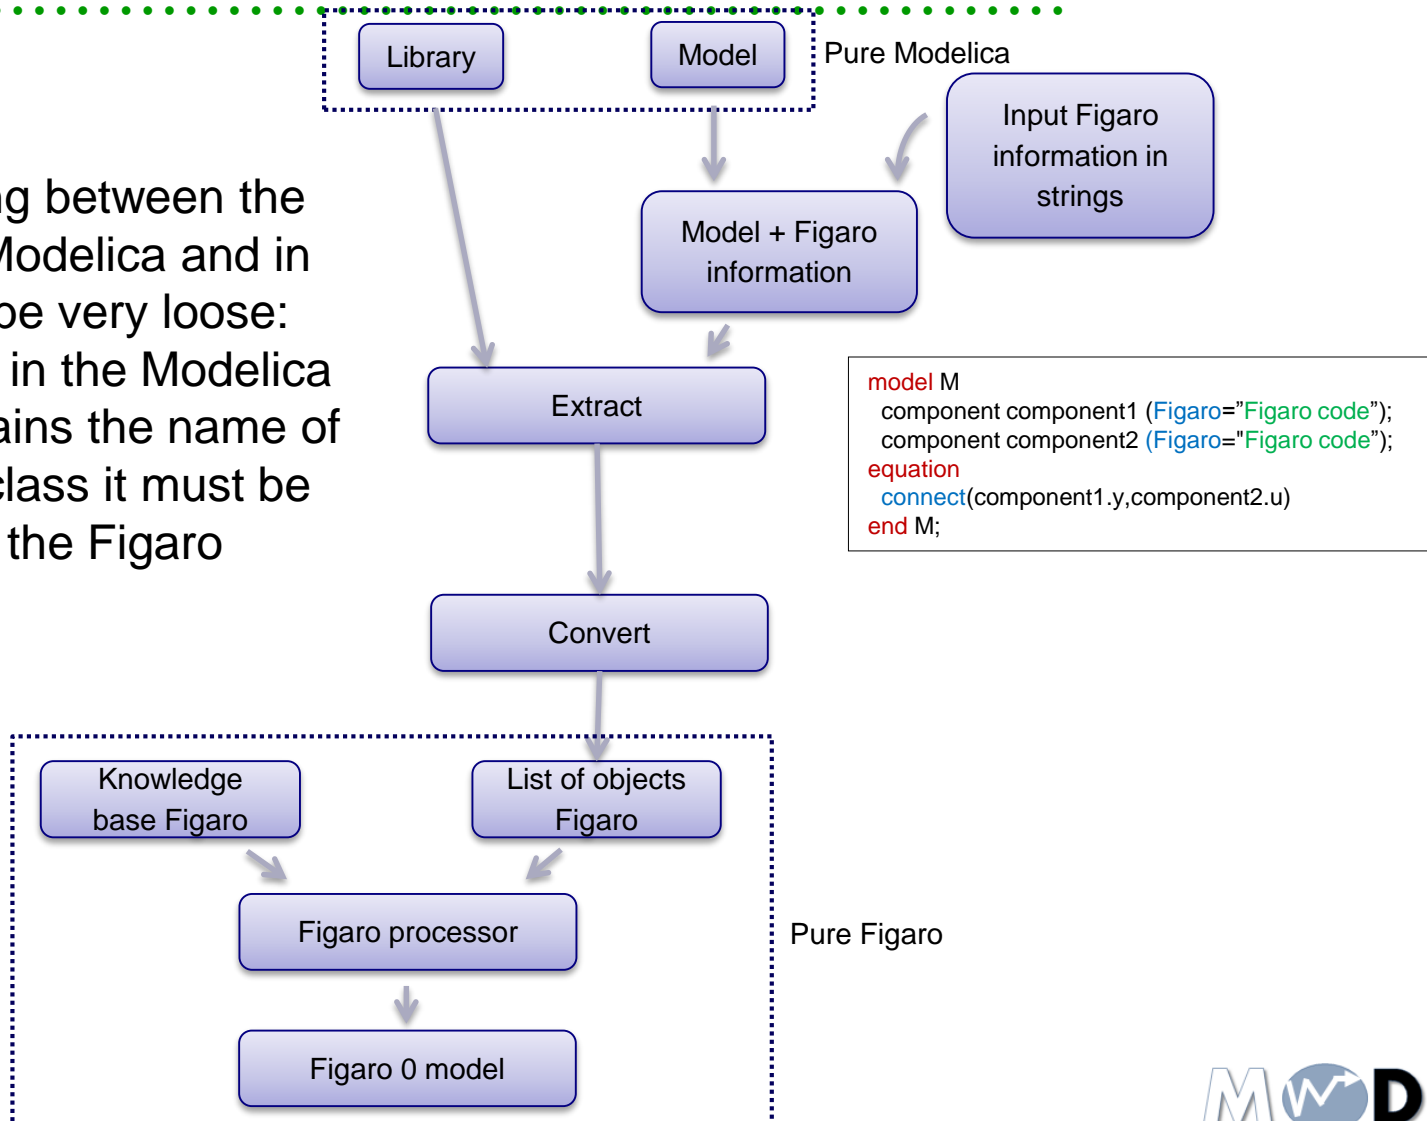 Library
Model
Pure Modelica
Input Figaro
information in
strings
Model + Figaro
information
between the
Modelica and in
be very loose:
in the Modelica
the name of
class it must be
the Figaro
Extract
model M
component component1 (Figaro=”Figaro code”);
component component2 (Figaro="Figaro code”);
equation
connect(component1.y,component2.u)
end M;
Convert
Knowledge
base Figaro
List of objects
Figaro
Figaro processor
Pure Figaro
Figaro 0 model